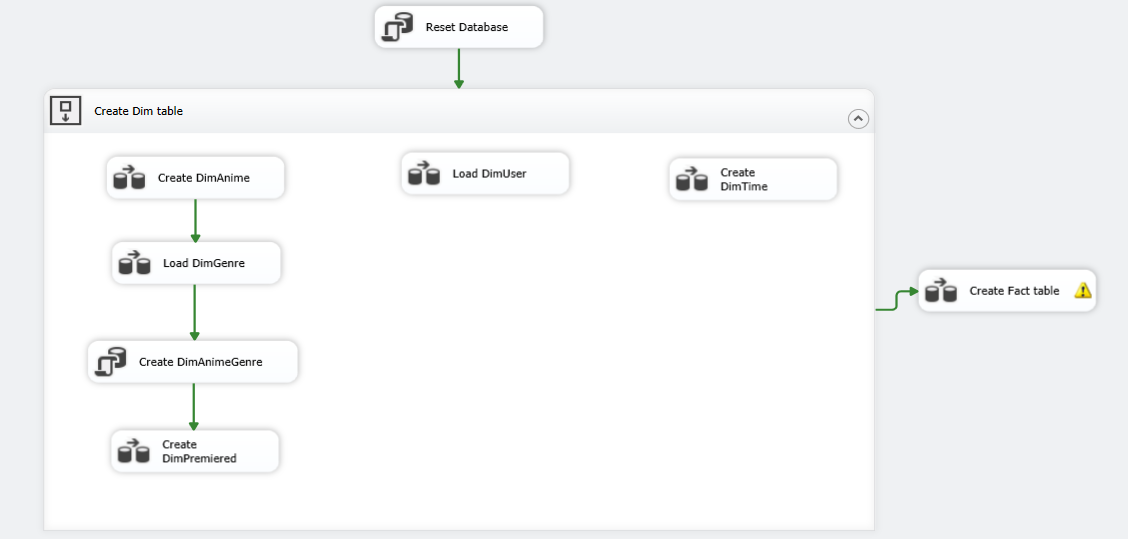 Reset Database
Create Dim table
Create DimAnime
Load DimUser
Create
DimTime
Load DimGenre
Create Fact table
Create DimAnimeGenre
Create
DimPremiered